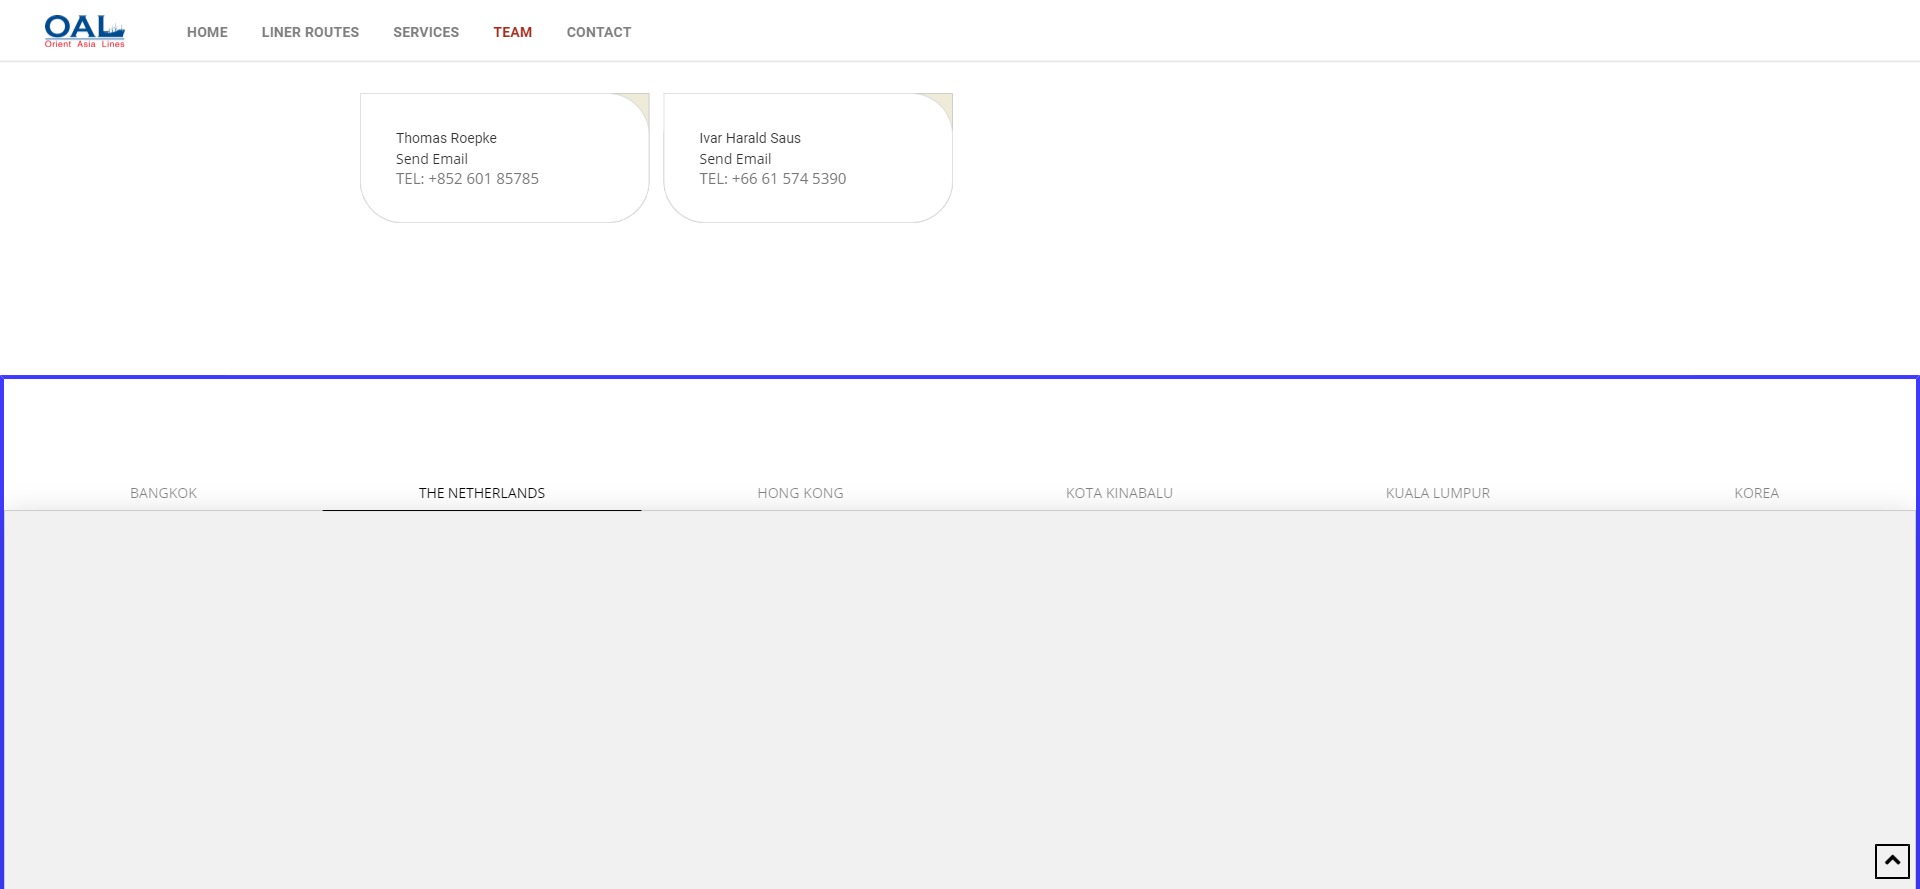 OAL
Orient Asia Lines
HOME LINER ROUTES SERVICES TEAM CONTACT
Thomas Roepke
Send Email
TEL: +852 601 85785
Ivar Harald Saus
Send Email
TEL: +66 61 574 5390
BANGKOK THE NETHERLANDS HONG KONG KOTA KINABALU KUALA LUMPUR KOREA